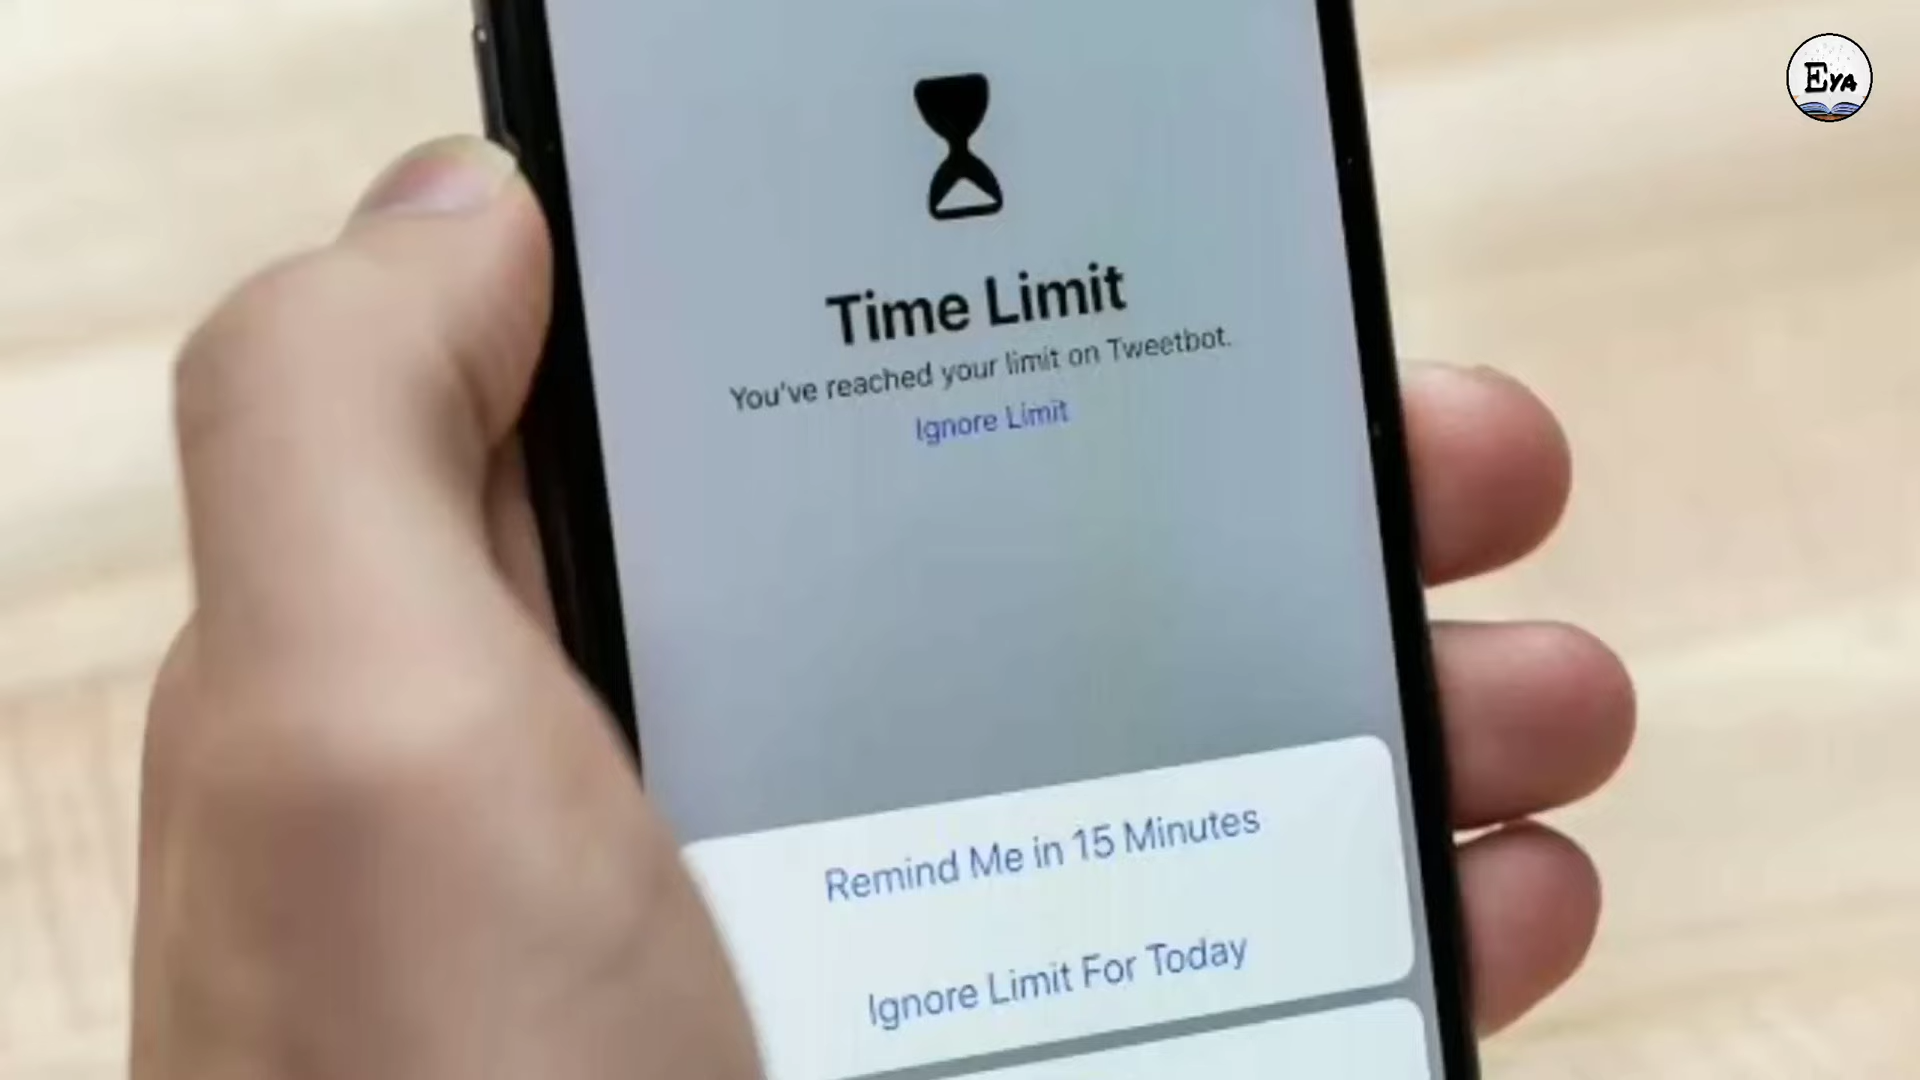 EYA
Time Limit
You've reached your limit on Tweetbot.
Ignore Limit
Remind Me in 15 Minutes
Ignore Limit For Today